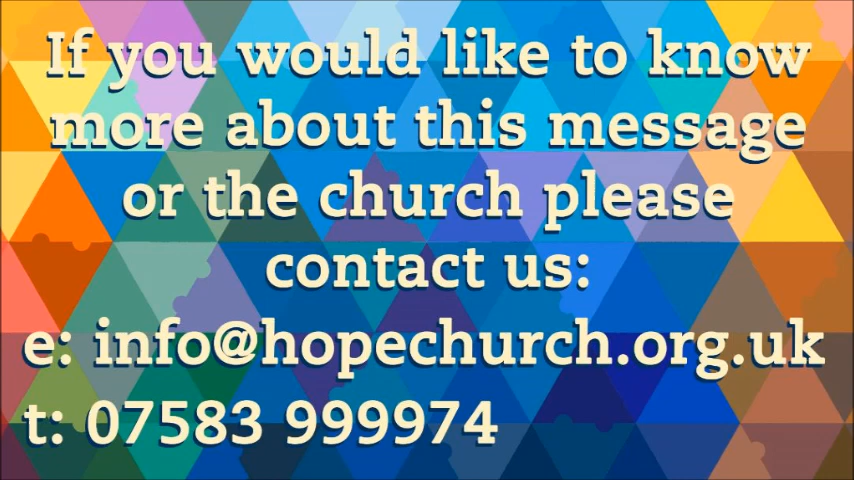 If you would like to know
more about this message
or the church please
contact us:
e: info@hopechurch.org.uk
t: 07583 999974